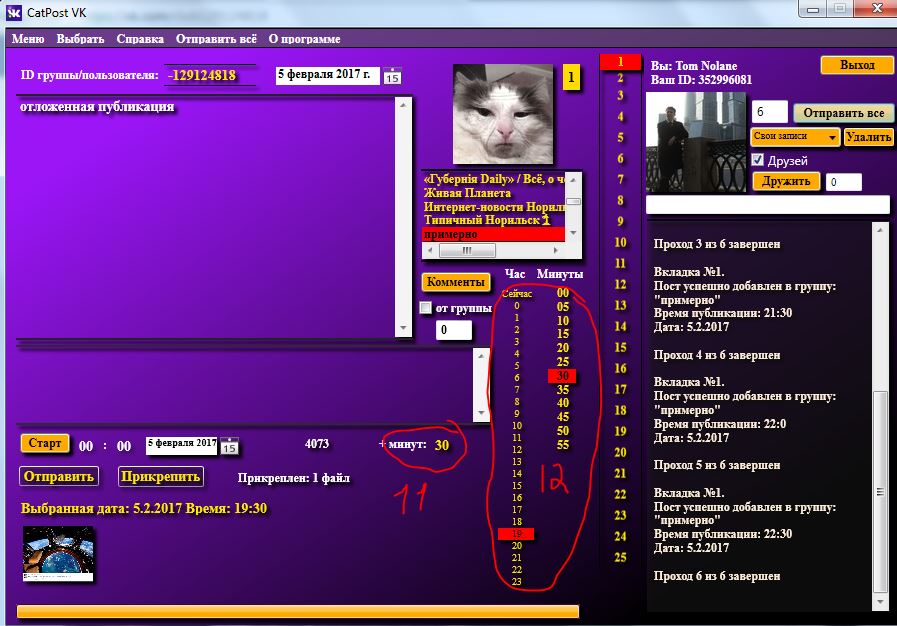 CatPost VK
Меню Выбрать Справка Отправить всё О программе
ID группы/пользователя: -129124818 5 февраля 2017 г. 15
отложенная публикация
1
«Губернiя Daily» / Всё, о ч
Живая Планета
Интернет-новости Норил
Типичный Норильск 1
примерно
Комменты
от группы
0
Час Минуты
Сейчас 00
0 05
1 10
2 15
3 20
4 25
5 30
6 35
7 40
8 45
9 50
10 55
11
12
13
14
15
16
17
18
19
20
21
22
23
12
Старт 00 : 00 5 февраля 2017 15 4073 + минут: 30
11
Отправить Прикрепить Прикреплен: 1 файл
Выбранная дата: 5.2.2017 Время: 19:30
1
2
3
4
5
6
7
8
9
10
11
12
13
14
15
16
17
18
19
20
21
22
23
24
25
Вы: Tom Nolane
Ваш ID: 352996081
Выход
6 Отправить все
Свои записи Удалить
Друзей
Дружить 0
Проход 3 из 6 завершен
Вкладка №1.
Пост успешно добавлен в группу:
"примерно"
Время публикации: 21:30
Дата: 5.2.2017
Проход 4 из 6 завершен
Вкладка №1.
Пост успешно добавлен в группу:
"примерно"
Время публикации: 22:0
Дата: 5.2.2017
Проход 5 из 6 завершен
Вкладка №1.
Пост успешно добавлен в группу:
"примерно"
Время публикации: 22:30
Дата: 5.2.2017
Проход 6 из 6 завершен